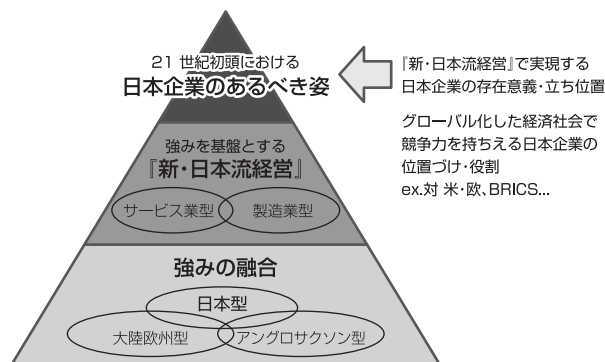 21 世紀初頭における
日本企業のあるべき姿
『新・日本流経営』で実現する
日本企業の存在意義・立ち位置
グローバル化した経済社会で
競争力を持ちえる日本企業の
位置づけ・役割
ex.対 米・欧、BRICS...
強みを基盤とする
『新・日本流経営』
サービス業型
製造業型
強みの融合
日本型
大陸欧州型
アングロサクソン型